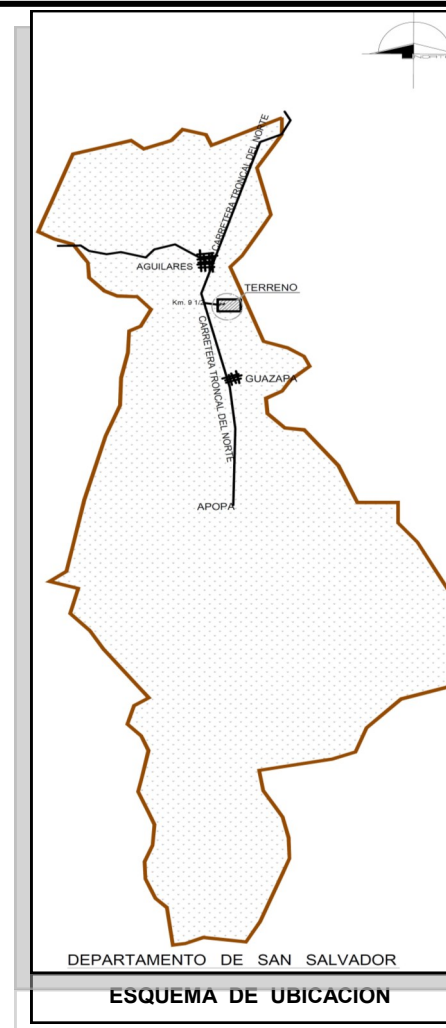 NORTE
CARRETERA TRONCAL DEL NORTE
AGUILARES
TERRENO
Km. 9 1/2
CARRETERA TRONCAL DEL NORTE
GUAZAPA
APOPA
DEPARTAMENTO DE SAN SALVADOR
ESQUEMA DE UBICACION